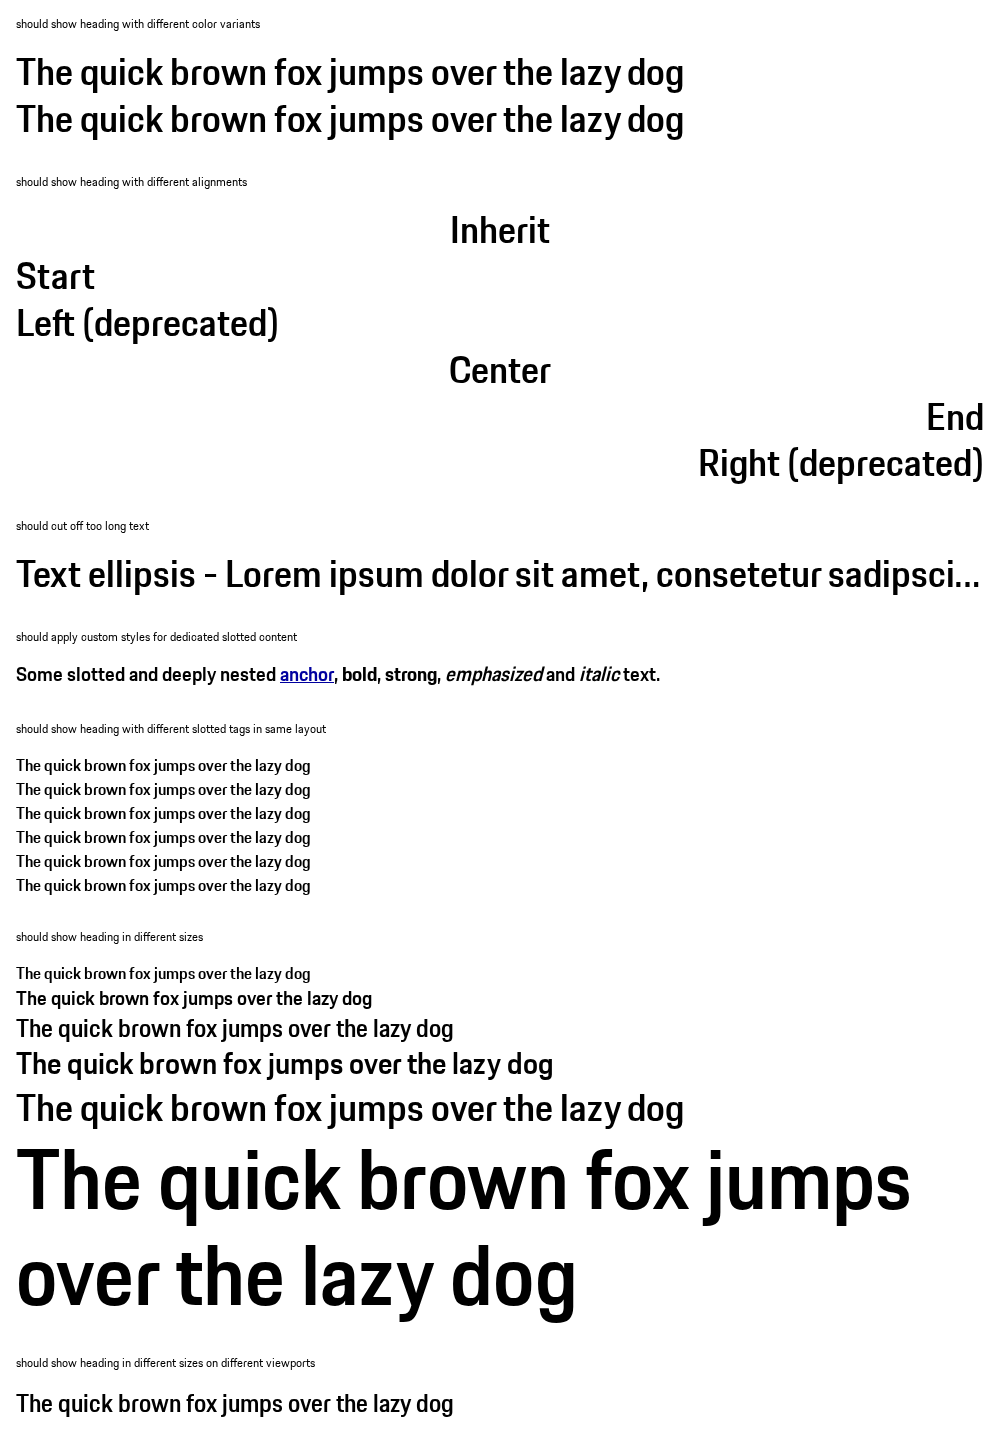 should show heading with different color variants
The quick brown fox jumps over the lazy dog
The quick brown fox jumps over the lazy dog
should show heading with different alignments
Inherit
Start
Left (deprecated)
Center
End
Right (deprecated)
should cut off too long text
Text ellipsis - Lorem ipsum dolor sit amet, consetetur sadipsci…
should apply custom styles for dedicated slotted content
Some slotted and deeply nested anchor, bold, strong, emphasized and italic text.
should show heading with different slotted tags in same layout
The quick brown fox jumps over the lazy dog
The quick brown fox jumps over the lazy dog
The quick brown fox jumps over the lazy dog
The quick brown fox jumps over the lazy dog
The quick brown fox jumps over the lazy dog
The quick brown fox jumps over the lazy dog
should show heading in different sizes
The quick brown fox jumps over the lazy dog
The quick brown fox jumps over the lazy dog
The quick brown fox jumps over the lazy dog
The quick brown fox jumps over the lazy dog
The quick brown fox jumps over the lazy dog
The quick brown fox jumps
over the lazy dog
should show heading in different sizes on different viewports
The quick brown fox jumps over the lazy dog